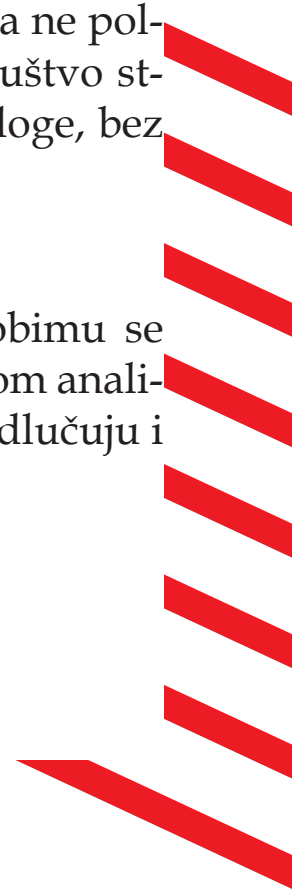 a ne pol-
uštvo st-
loge, bez
obimu se
om anali-
dlučuju i